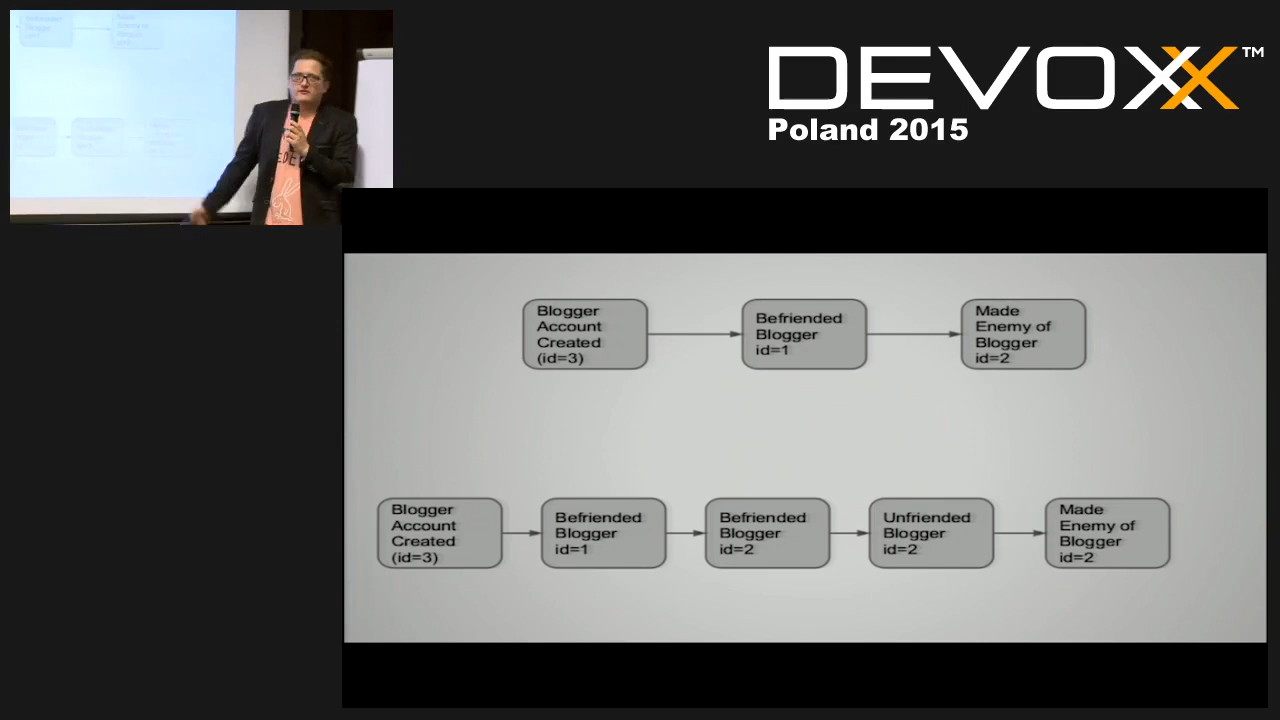 DEVOXX™
Poland 2015
Blogger
Account
Created
(id=3)
Befriended
Blogger
id=1
Made
Enemy of
Blogger
id=2
Blogger
Account
Created
(id=3)
Befriended
Blogger
id=1
Befriended
Blogger
id=2
Unfriended
Blogger
id=2
Made
Enemy of
Blogger
id=2